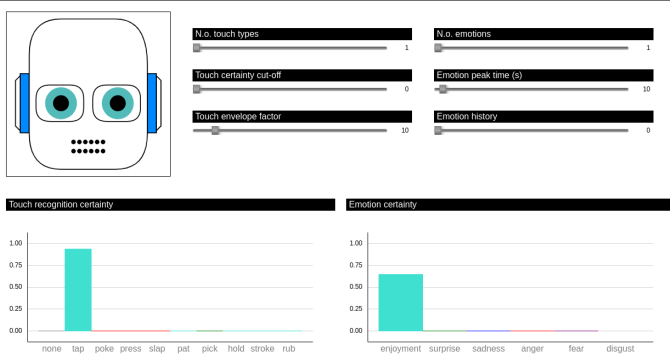 N.o. touch types
1
N.o. emotions
1
Touch certainty cut-off
0
Emotion peak time (s)
10
Touch envelope factor
10
Emotion history
0
Touch recognition certainty
1.00
0.75
0.50
0.25
0.00
none tap poke press slap pat pick hold stroke rub
Emotion certainty
1.00
0.75
0.50
0.25
0.00
enjoyment surprise sadness anger fear disgust